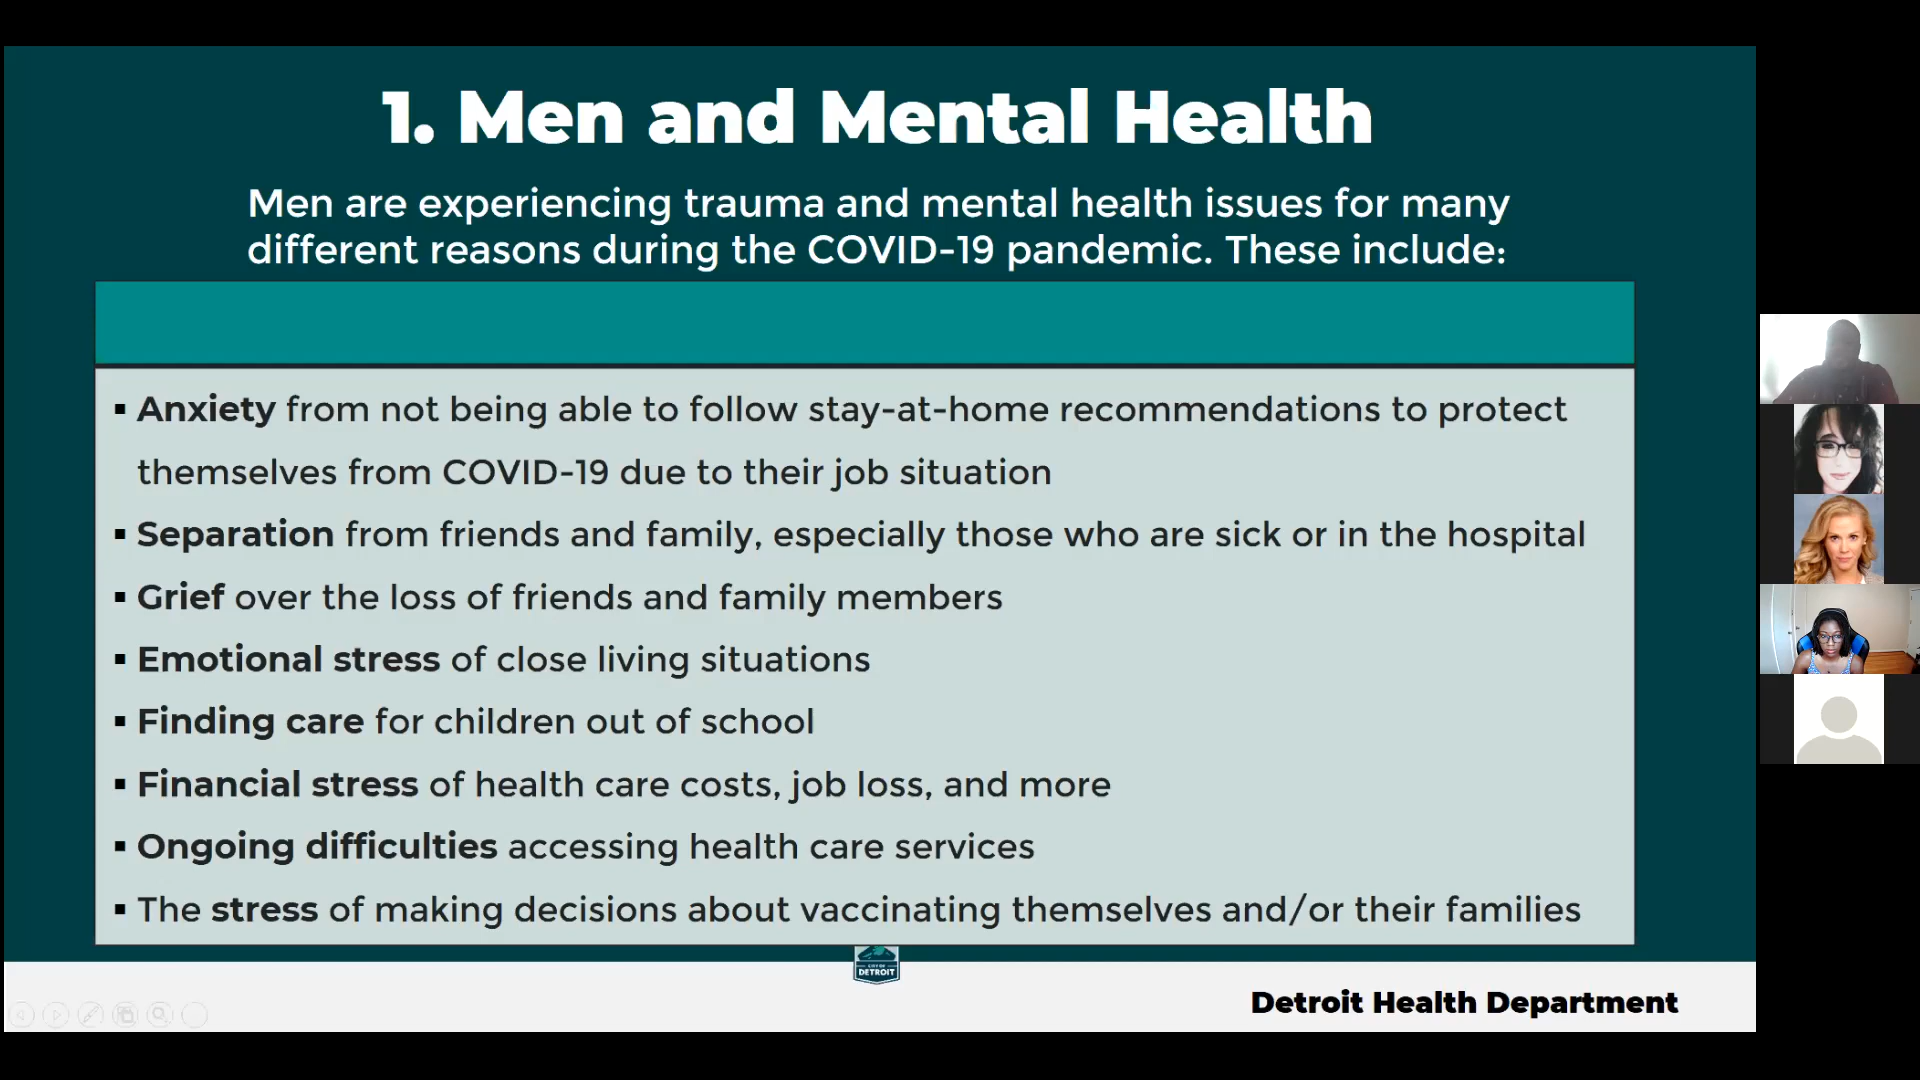 1. Men and Mental Health
Men are experiencing trauma and mental health issues for many
different reasons during the COVID-19 pandemic. These include:
▪ Anxiety from not being able to follow stay-at-home recommendations to protect
themselves from COVID-19 due to their job situation
▪ Separation from friends and family, especially those who are sick or in the hospital
▪ Grief over the loss of friends and family members
▪ Emotional stress of close living situations
▪ Finding care for children out of school
▪ Financial stress of health care costs, job loss, and more
▪ Ongoing difficulties accessing health care services
▪ The stress of making decisions about vaccinating themselves and/or their families
CITY OF
DETROIT
Detroit Health Department